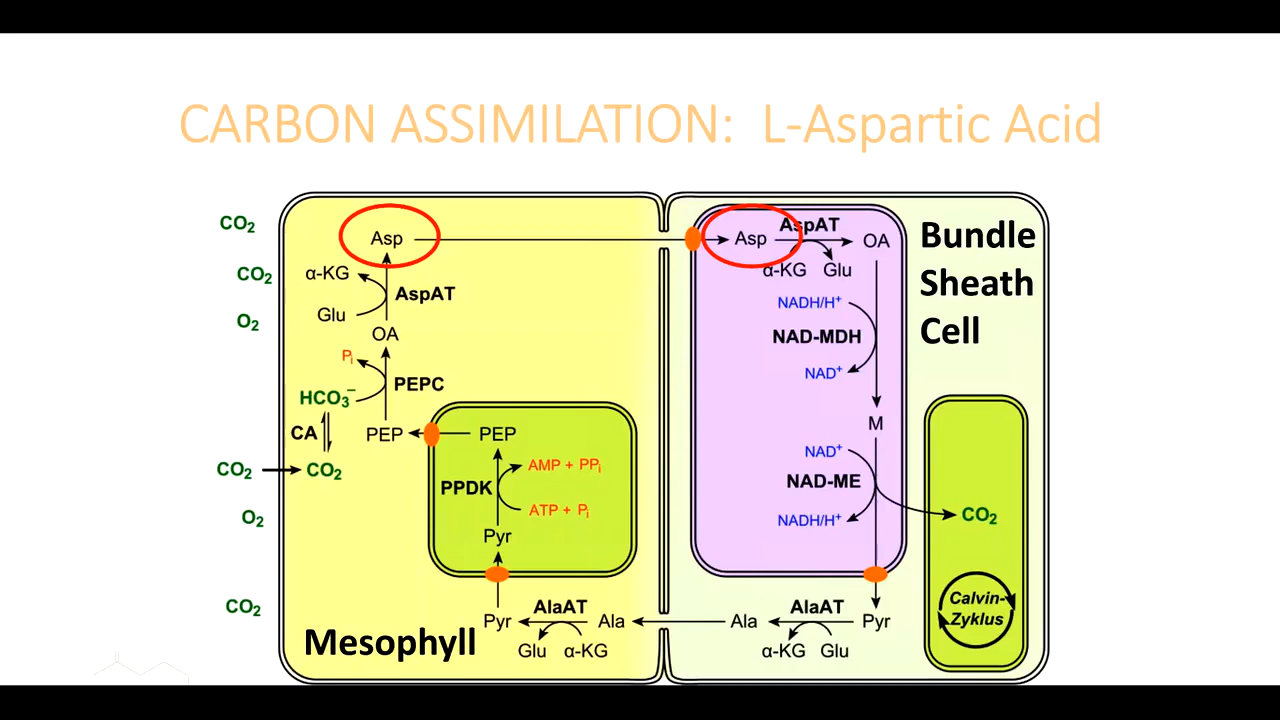 CARBON ASSIMILATION: L-Aspartic Acid
CO₂
CO₂
O₂
CO₂
O₂
CO₂
Asp
α-KG
AspAT
Glu
OA
Pi
PEPC
HCO₃⁻
CA
PEP
CO₂
PEP
AMP + PPi
PPDK
ATP + Pi
Pyr
Pyr
AlaAT
Ala
Glu
α-KG
Mesophyll
Asp
AspAT
OA
α-KG
Glu
NADH/H⁺
NAD-MDH
NAD⁺
M
NAD⁺
NAD-ME
NADH/H⁺
CO₂
Ala
AlaAT
Pyr
α-KG
Glu
Bundle
Sheath
Cell
Calvin-
Zyklus